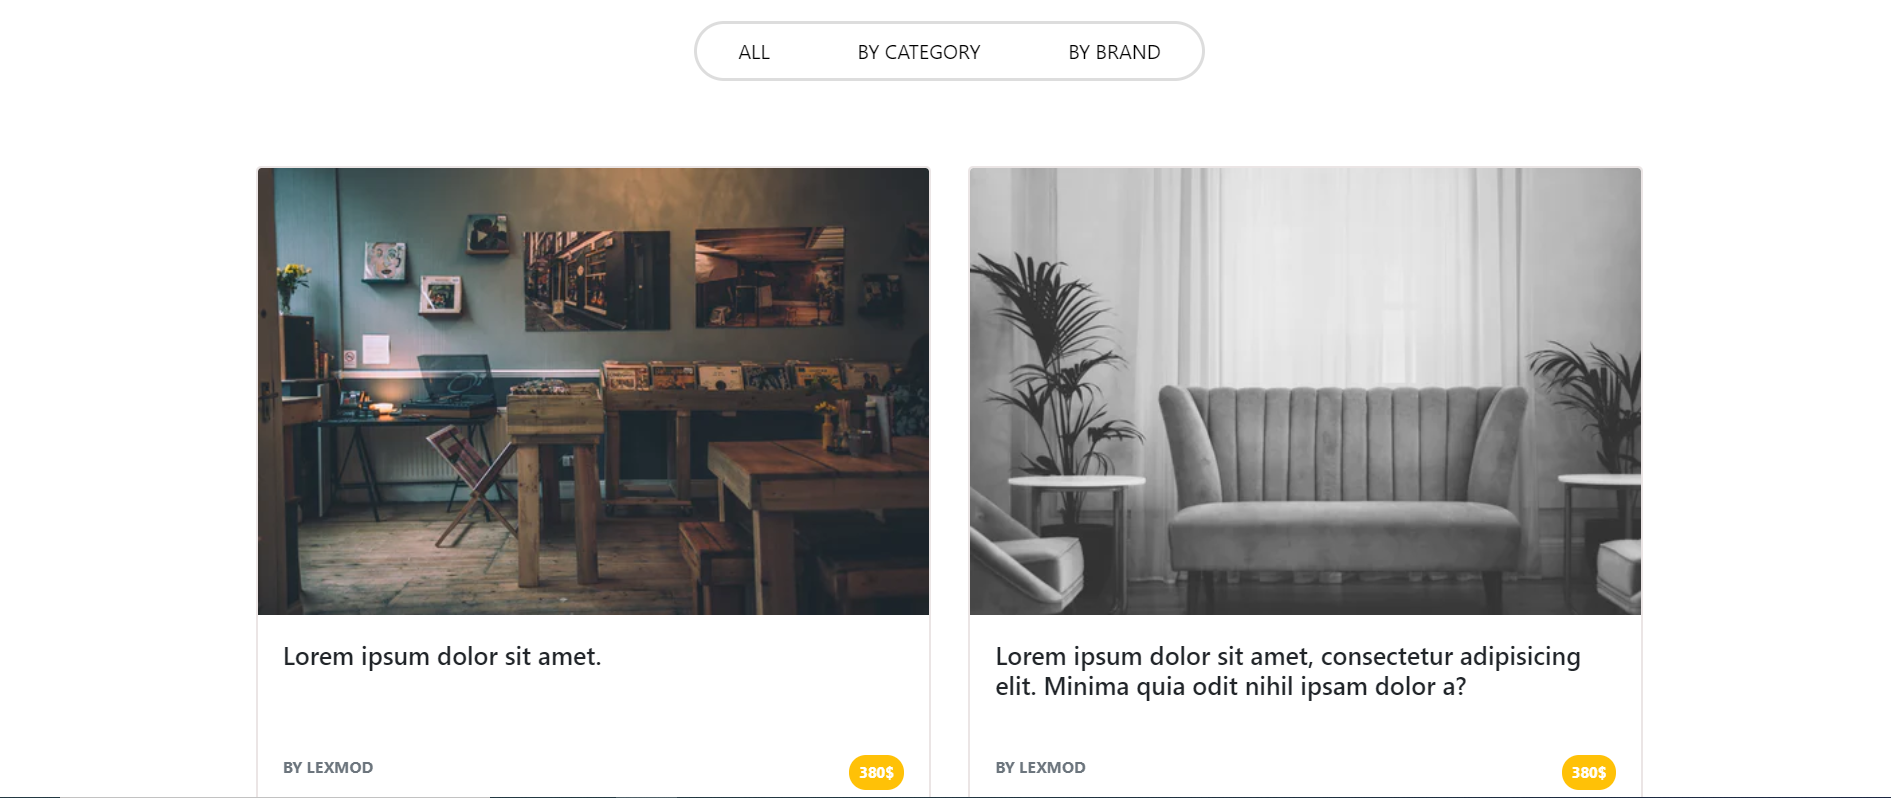 ALL BY CATEGORY BY BRAND
Lorem ipsum dolor sit amet.
BY LEXMOD 380$
Lorem ipsum dolor sit amet, consectetur adipisicing
elit. Minima quia odit nihil ipsam dolor a?
BY LEXMOD 380$